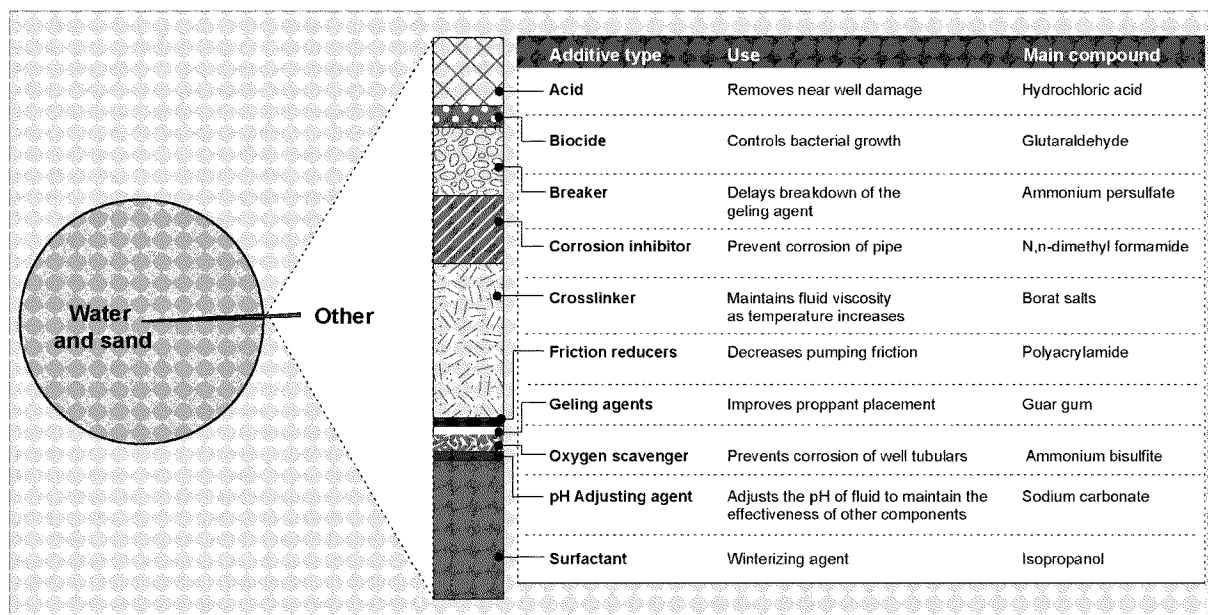 Additive type Use Main compound
Acid Removes near well damage Hydrochloric acid
Biocide Controls bacterial growth Glutaraldehyde
Breaker Delays breakdown of the Ammonium persulfate
geling agent
Corrosion inhibitor Prevent corrosion of pipe N,n-dimethyl formamide
Crosslinker Maintains fluid viscosity Borat salts
as temperature increases
Water
and sand
Other
Friction reducers Decreases pumping friction Polyacrylamide
Geling agents Improves proppant placement Guar gum
Oxygen scavenger Prevents corrosion of well tubulars Ammonium bisulfite
pH Adjusting agent Adjusts the pH of fluid to maintain the Sodium carbonate
effectiveness of other components
Surfactant Winterizing agent Isopropanol